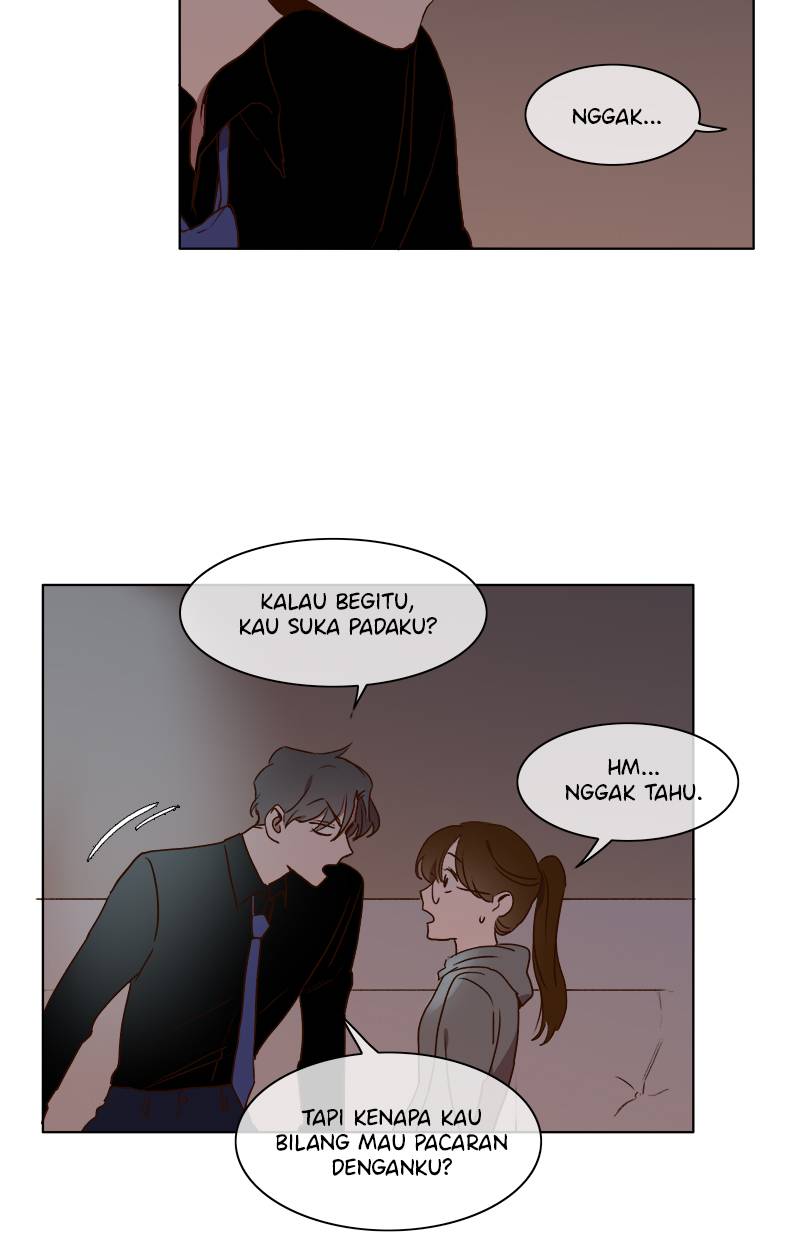 NGGAK...
KALAU BEGITU,
KAU SUKA PADAKU?
HM...
NGGAK TAHU.
TAPI KENAPA KAU
BILANG MAU PACARAN
DENGANKU?